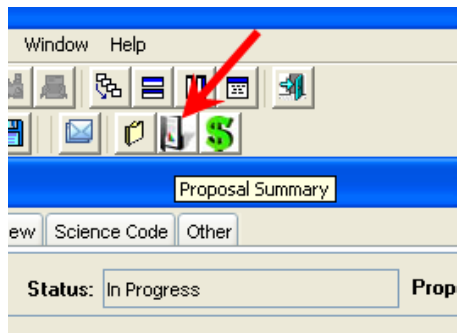 Window Help
Proposal Summary
ew Science Code Other
Status: In Progress Prop